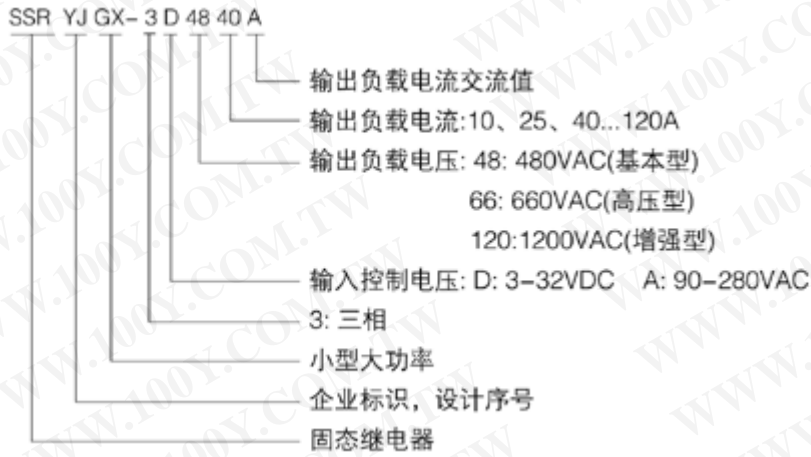 SSR YJ GX-3 D 48 40 A
输出负载电流交流值
输出负载电流:10、25、40...120A
输出负载电压: 48: 480VAC(基本型)
66: 660VAC(高压型)
120:1200VAC(增强型)
输入控制电压: D: 3-32VDC A: 90-280VAC
3: 三相
小型大功率
企业标识，设计序号
固态继电器
WWW.100Y.COM.TW